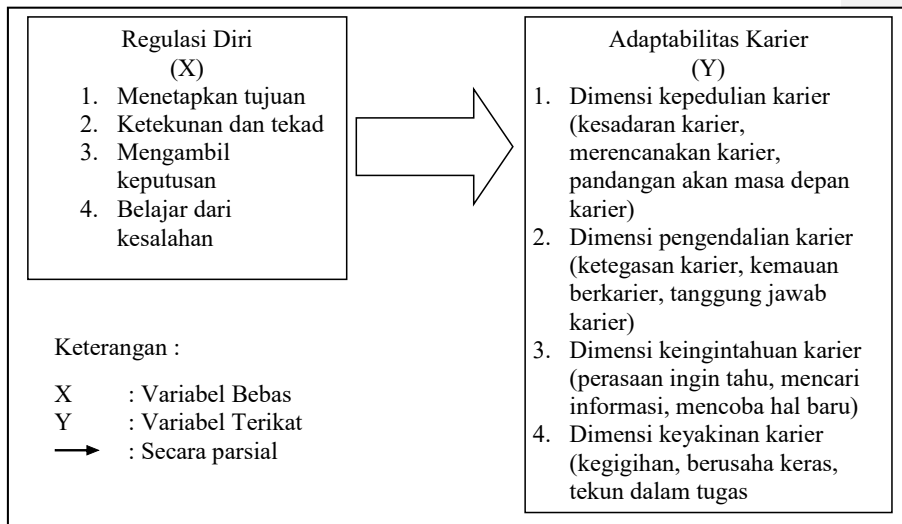 Regulasi Diri
(X)
1. Menetapkan tujuan
2. Ketekunan dan tekad
3. Mengambil
keputusan
4. Belajar dari
kesalahan
Adaptabilitas Karier
(Y)
1. Dimensi kepedulian karier
(kesadaran karier,
merencanakan karier,
pandangan akan masa depan
karier)
2. Dimensi pengendalian karier
(ketegasan karier, kemauan
berkarier, tanggung jawab
karier)
3. Dimensi keingintahuan karier
(perasaan ingin tahu, mencari
informasi, mencoba hal baru)
4. Dimensi keyakinan karier
(kegigihan, berusaha keras,
tekun dalam tugas
Keterangan :
X : Variabel Bebas
Y : Variabel Terikat
: Secara parsial